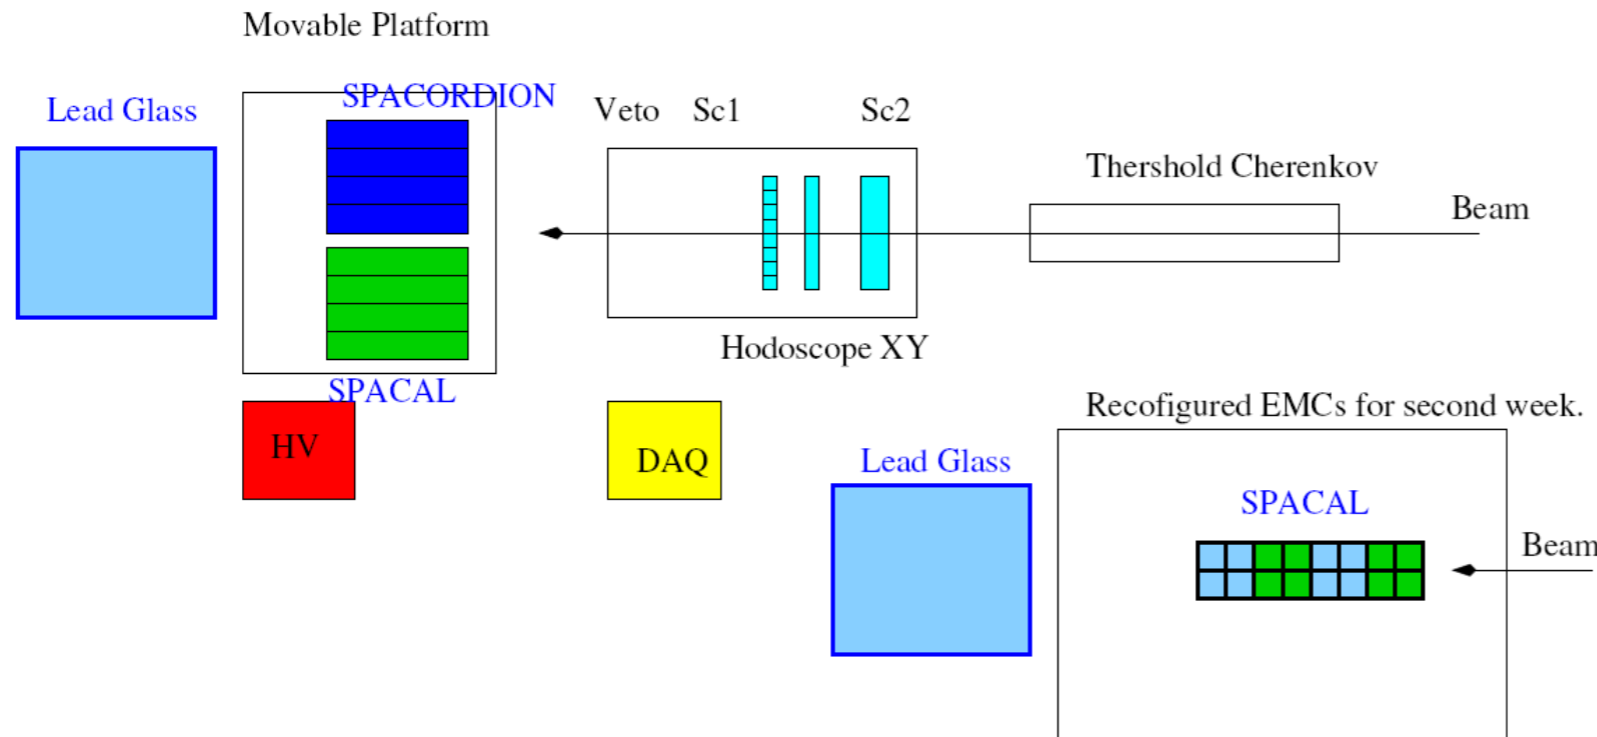 Movable Platform
SPACORDION
Lead Glass
Veto Sc1 Sc2
Thershold Cherenkov
Beam
Hodoscope XY
SPACAL
HV
DAQ
Recofigured EMCs for second week.
Lead Glass
SPACAL
Beam